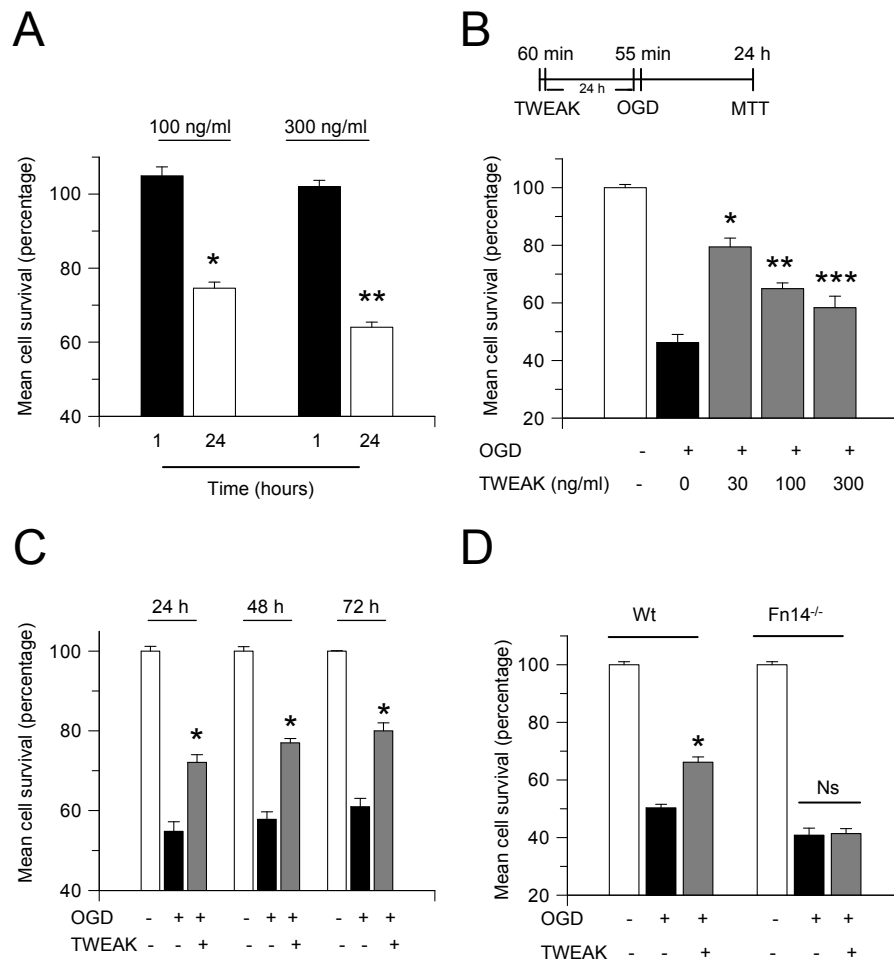 A
100 ng/ml 300 ng/ml
Mean cell survival (percentage)
100
80
60
40
* **
1 24 1 24
Time (hours)
B
60 min 55 min 24 h
24 h
TWEAK OGD MTT
Mean cell survival (percentage)
100
80
60
40
20
* ** ***
OGD - + + + +
TWEAK (ng/ml) - 0 30 100 300
C
24 h 48 h 72 h
Mean cell survival (percentage)
100
80
60
40
* * *
OGD - + + - + + - + +
TWEAK - - + - - + - - +
D
Wt Fn14-/-
Mean cell survival (percentage)
100
80
60
40
20
*
Ns
OGD - + + - + +
TWEAK - - + - - +